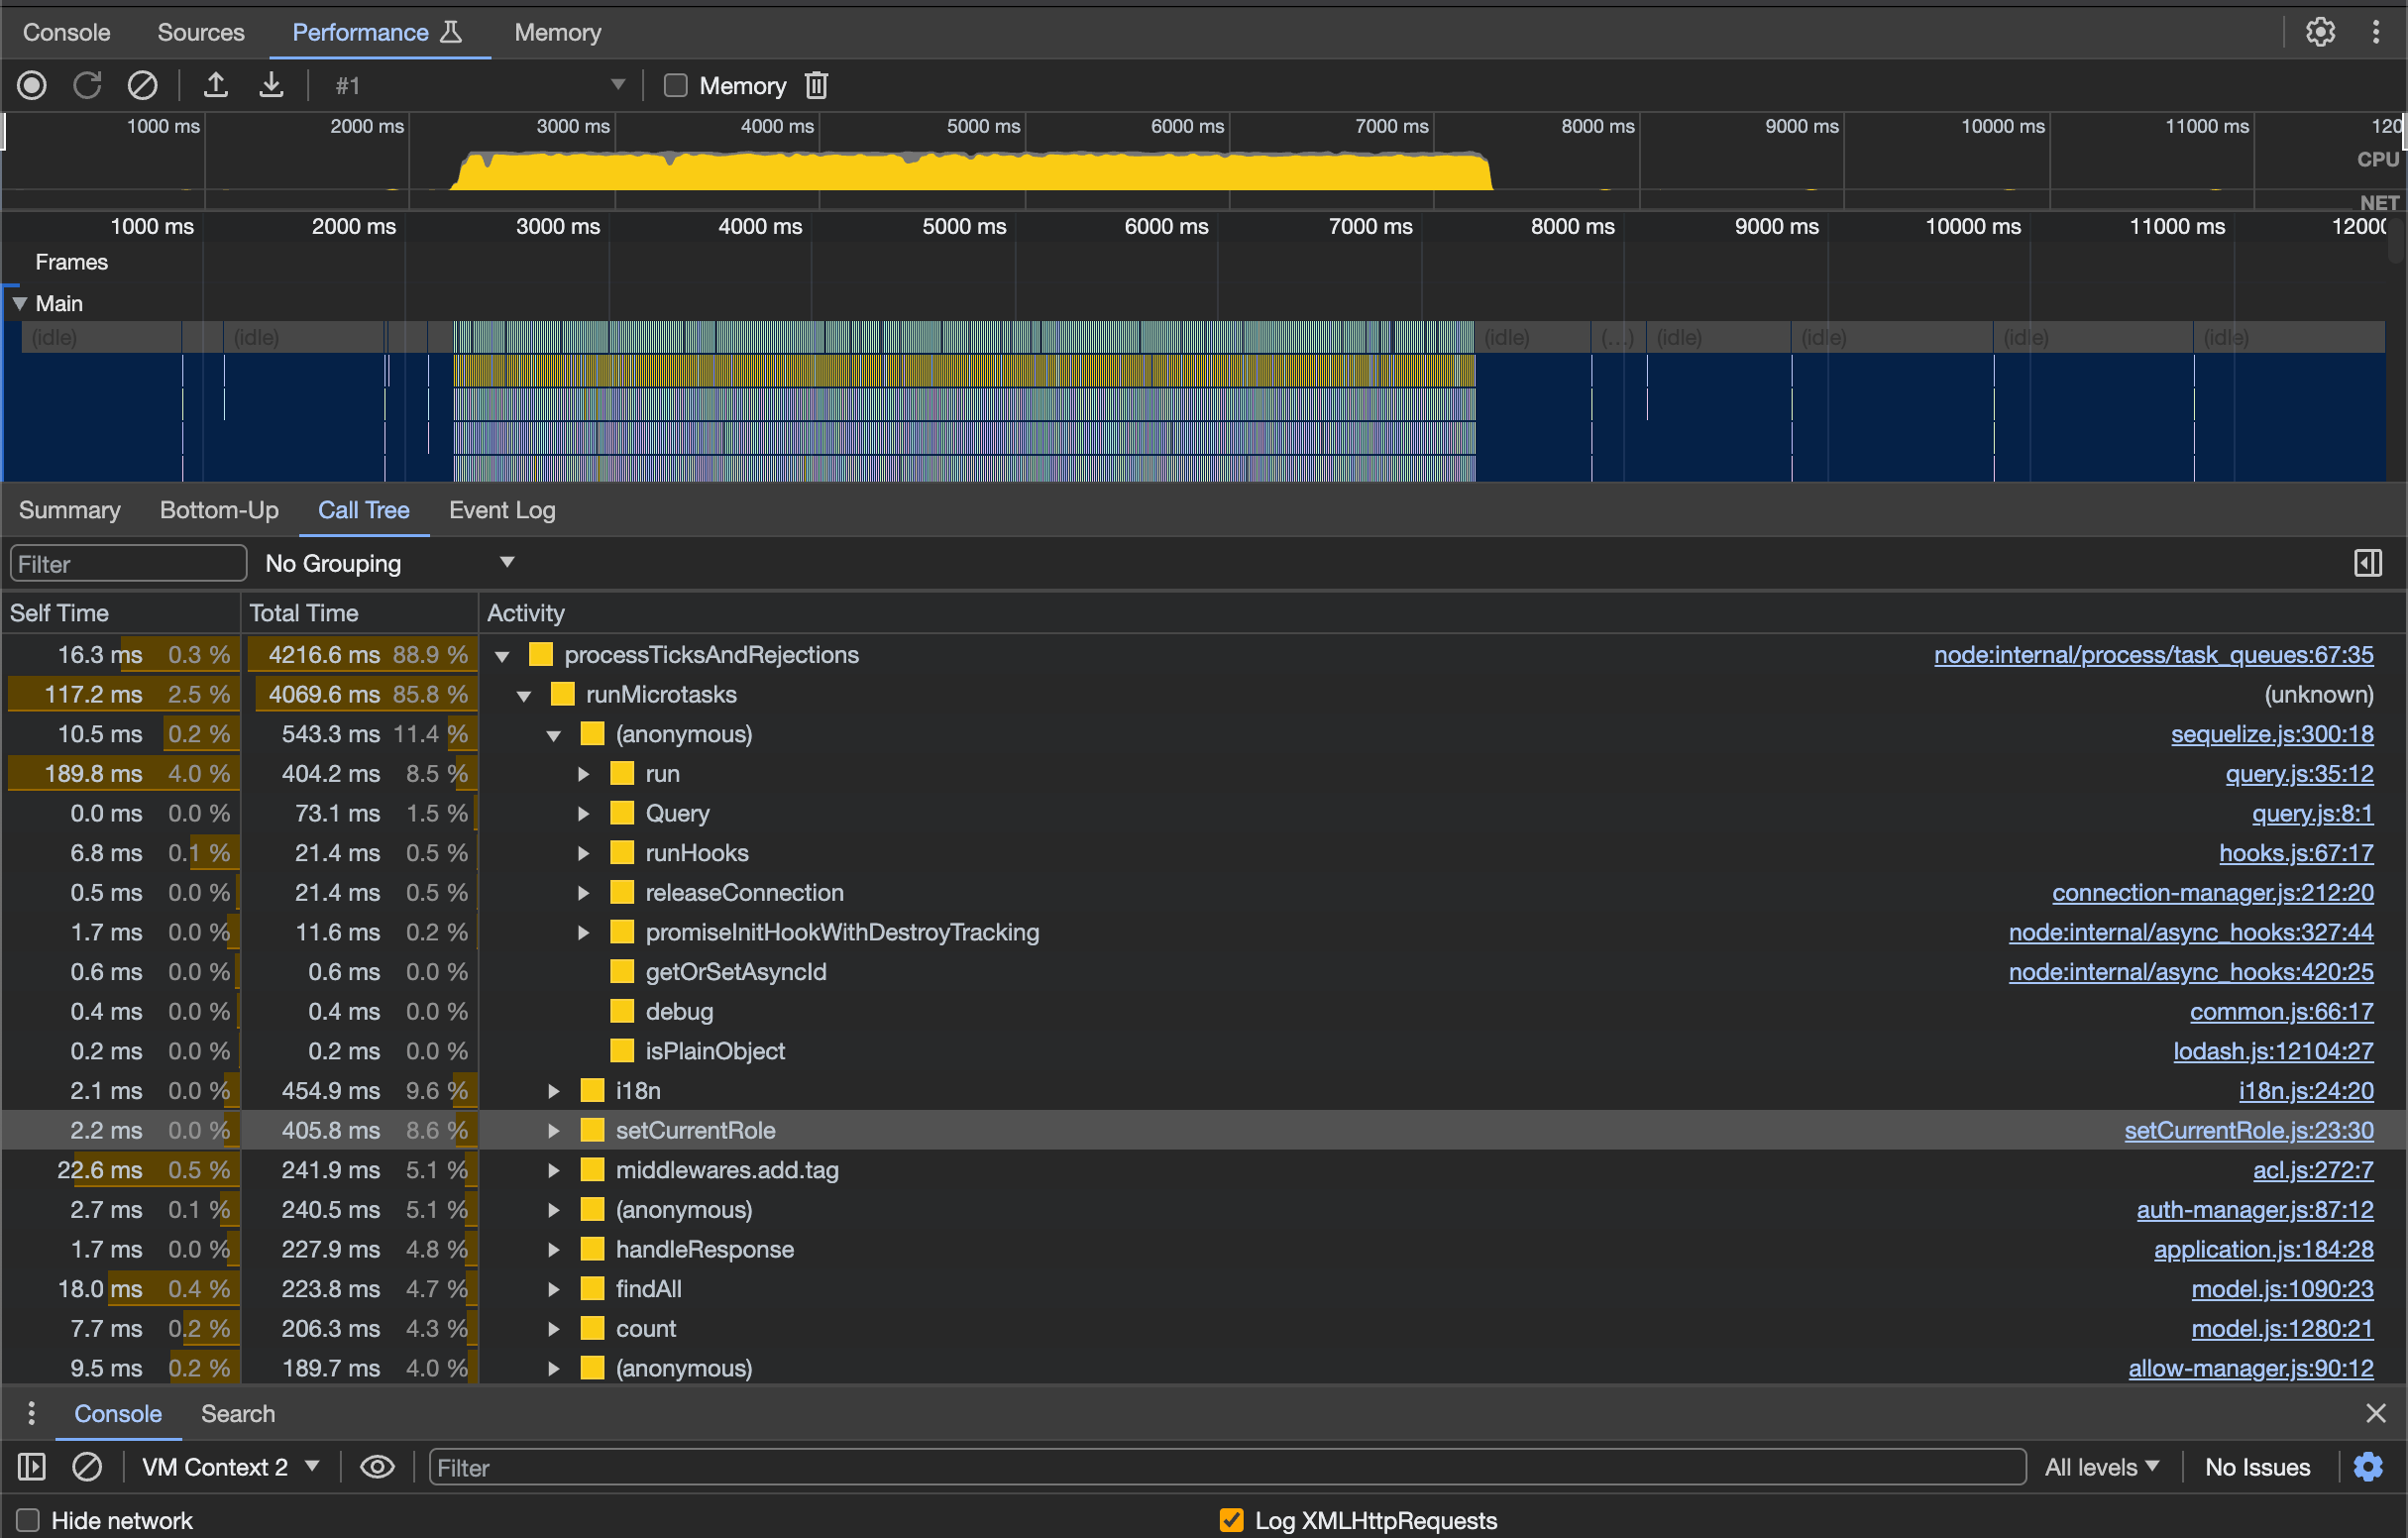 Console Sources Performance Memory
#1 Memory
1000 ms 2000 ms 3000 ms 4000 ms 5000 ms 6000 ms 7000 ms 8000 ms 9000 ms 10000 ms 11000 ms 120
CPU
NET
1000 ms 2000 ms 3000 ms 4000 ms 5000 ms 6000 ms 7000 ms 8000 ms 9000 ms 10000 ms 11000 ms 12000
Frames
Main
(idle) (idle) (idle) (...) (idle) (idle) (idle) (idle)
Summary Bottom-Up Call Tree Event Log
Filter No Grouping
Self Time Total Time Activity
16.3 ms 0.3 % 4216.6 ms 88.9 % processTicksAndRejections node:internal/process/task_queues:67:35
117.2 ms 2.5 % 4069.6 ms 85.8 % runMicrotasks (unknown)
10.5 ms 0.2 % 543.3 ms 11.4 % (anonymous) sequelize.js:300:18
189.8 ms 4.0 % 404.2 ms 8.5 % run query.js:35:12
0.0 ms 0.0 % 73.1 ms 1.5 % Query query.js:8:1
6.8 ms 0.1 % 21.4 ms 0.5 % runHooks hooks.js:67:17
0.5 ms 0.0 % 21.4 ms 0.5 % releaseConnection connection-manager.js:212:20
1.7 ms 0.0 % 11.6 ms 0.2 % promiseInitHookWithDestroyTracking node:internal/async_hooks:327:44
0.6 ms 0.0 % 0.6 ms 0.0 % getOrSetAsyncId node:internal/async_hooks:420:25
0.4 ms 0.0 % 0.4 ms 0.0 % debug common.js:66:17
0.2 ms 0.0 % 0.2 ms 0.0 % isPlainObject lodash.js:12104:27
2.1 ms 0.0 % 454.9 ms 9.6 % i18n i18n.js:24:20
2.2 ms 0.0 % 405.8 ms 8.6 % setCurrentRole setCurrentRole.js:23:30
22.6 ms 0.5 % 241.9 ms 5.1 % middlewares.add.tag acl.js:272:7
2.7 ms 0.1 % 240.5 ms 5.1 % (anonymous) auth-manager.js:87:12
1.7 ms 0.0 % 227.9 ms 4.8 % handleResponse application.js:184:28
18.0 ms 0.4 % 223.8 ms 4.7 % findAll model.js:1090:23
7.7 ms 0.2 % 206.3 ms 4.3 % count model.js:1280:21
9.5 ms 0.2 % 189.7 ms 4.0 % (anonymous) allow-manager.js:90:12
Console Search
VM Context 2 Filter All levels No Issues
Hide network Log XMLHttpRequests